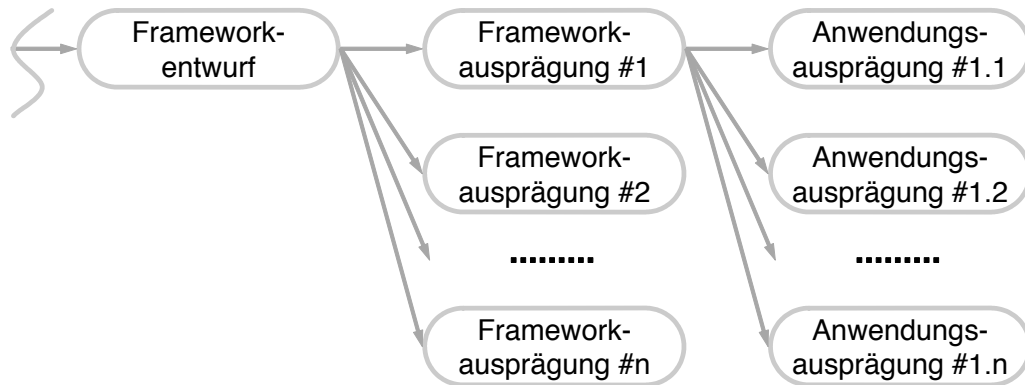 Framework-
entwurf
Framework-
ausprägung #1
Anwendungs-
ausprägung #1.1
Framework-
ausprägung #2
Anwendungs-
ausprägung #1.2
.........
.........
Framework-
ausprägung #n
Anwendungs-
ausprägung #1.n